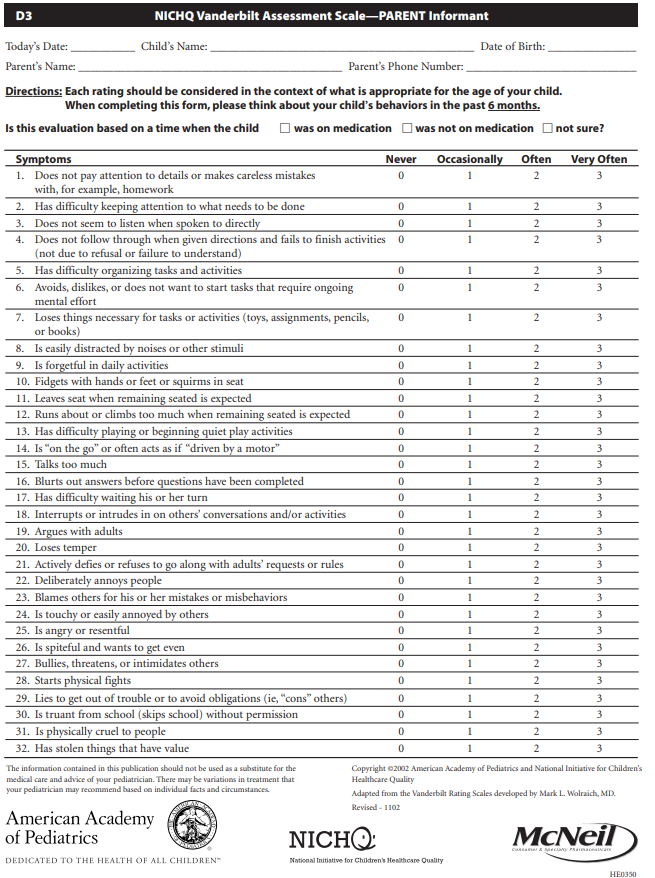 D3 NICHQ Vanderbilt Assessment Scale—PARENT Informant
Today's Date: ___________ Child's Name: _____________________________________________ Date of Birth: _______________
Parent's Name: _____________________________________________ Parent's Phone Number: _____________________________
Directions: Each rating should be considered in the context of what is appropriate for the age of your child.
When completing this form, please think about your child's behaviors in the past 6 months.
Is this evaluation based on a time when the child ☐ was on medication ☐ was not on medication ☐ not sure?
Symptoms Never Occasionally Often Very Often
1. Does not pay attention to details or makes careless mistakes 0 1 2 3
with, for example, homework
2. Has difficulty keeping attention to what needs to be done 0 1 2 3
3. Does not seem to listen when spoken to directly 0 1 2 3
4. Does not follow through when given directions and fails to finish activities 0 1 2 3
(not due to refusal or failure to understand)
5. Has difficulty organizing tasks and activities 0 1 2 3
6. Avoids, dislikes, or does not want to start tasks that require ongoing 0 1 2 3
mental effort
7. Loses things necessary for tasks or activities (toys, assignments, pencils, 0 1 2 3
or books)
8. Is easily distracted by noises or other stimuli 0 1 2 3
9. Is forgetful in daily activities 0 1 2 3
10. Fidgets with hands or feet or squirms in seat 0 1 2 3
11. Leaves seat when remaining seated is expected 0 1 2 3
12. Runs about or climbs too much when remaining seated is expected 0 1 2 3
13. Has difficulty playing or beginning quiet play activities 0 1 2 3
14. Is "on the go" or often acts as if "driven by a motor" 0 1 2 3
15. Talks too much 0 1 2 3
16. Blurts out answers before questions have been completed 0 1 2 3
17. Has difficulty waiting his or her turn 0 1 2 3
18. Interrupts or intrudes in on others' conversations and/or activities 0 1 2 3
19. Argues with adults 0 1 2 3
20. Loses temper 0 1 2 3
21. Actively defies or refuses to go along with adults' requests or rules 0 1 2 3
22. Deliberately annoys people 0 1 2 3
23. Blames others for his or her mistakes or misbehaviors 0 1 2 3
24. Is touchy or easily annoyed by others 0 1 2 3
25. Is angry or resentful 0 1 2 3
26. Is spiteful and wants to get even 0 1 2 3
27. Bullies, threatens, or intimidates others 0 1 2 3
28. Starts physical fights 0 1 2 3
29. Lies to get out of trouble or to avoid obligations (ie, "cons" others) 0 1 2 3
30. Is truant from school (skips school) without permission 0 1 2 3
31. Is physically cruel to people 0 1 2 3
32. Has stolen things that have value 0 1 2 3
The information contained in this publication should not be used as a substitute for the
medical care and advice of your pediatrician. There may be variations in treatment that
your pediatrician may recommend based on individual facts and circumstances.
Copyright ©2002 American Academy of Pediatrics and National Initiative for Children's
Healthcare Quality
Adapted from the Vanderbilt Rating Scales developed by Mark L. Wolraich, MD.
Revised - 1102
American Academy
of Pediatrics
DEDICATED TO THE HEALTH OF ALL CHILDREN™
NICHQ
National Initiative for Children's Healthcare Quality
McNeil
Consumer & Specialty Pharmaceuticals
HE0350